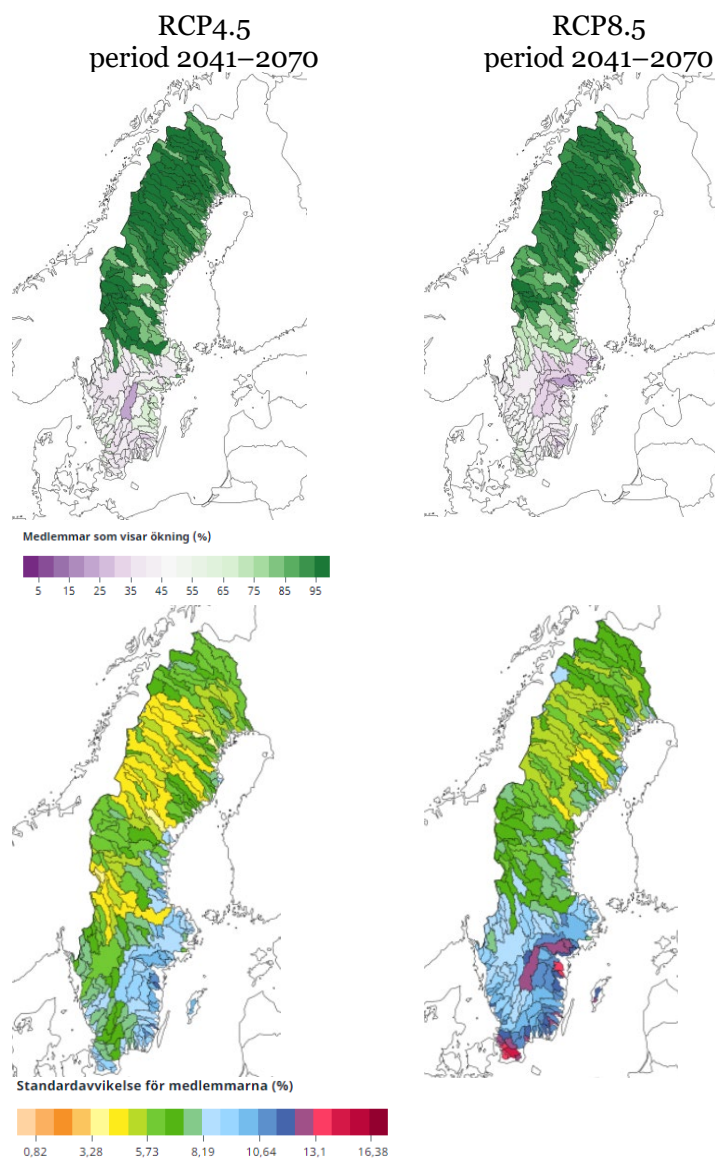 RCP4.5
period 2041–2070
RCP8.5
period 2041–2070
Medlemmar som visar ökning (%)
5 15 25 35 45 55 65 75 85 95
Standardavvikelse för medlemmarna (%)
0,82 3,28 5,73 8,19 10,64 13,1 16,38